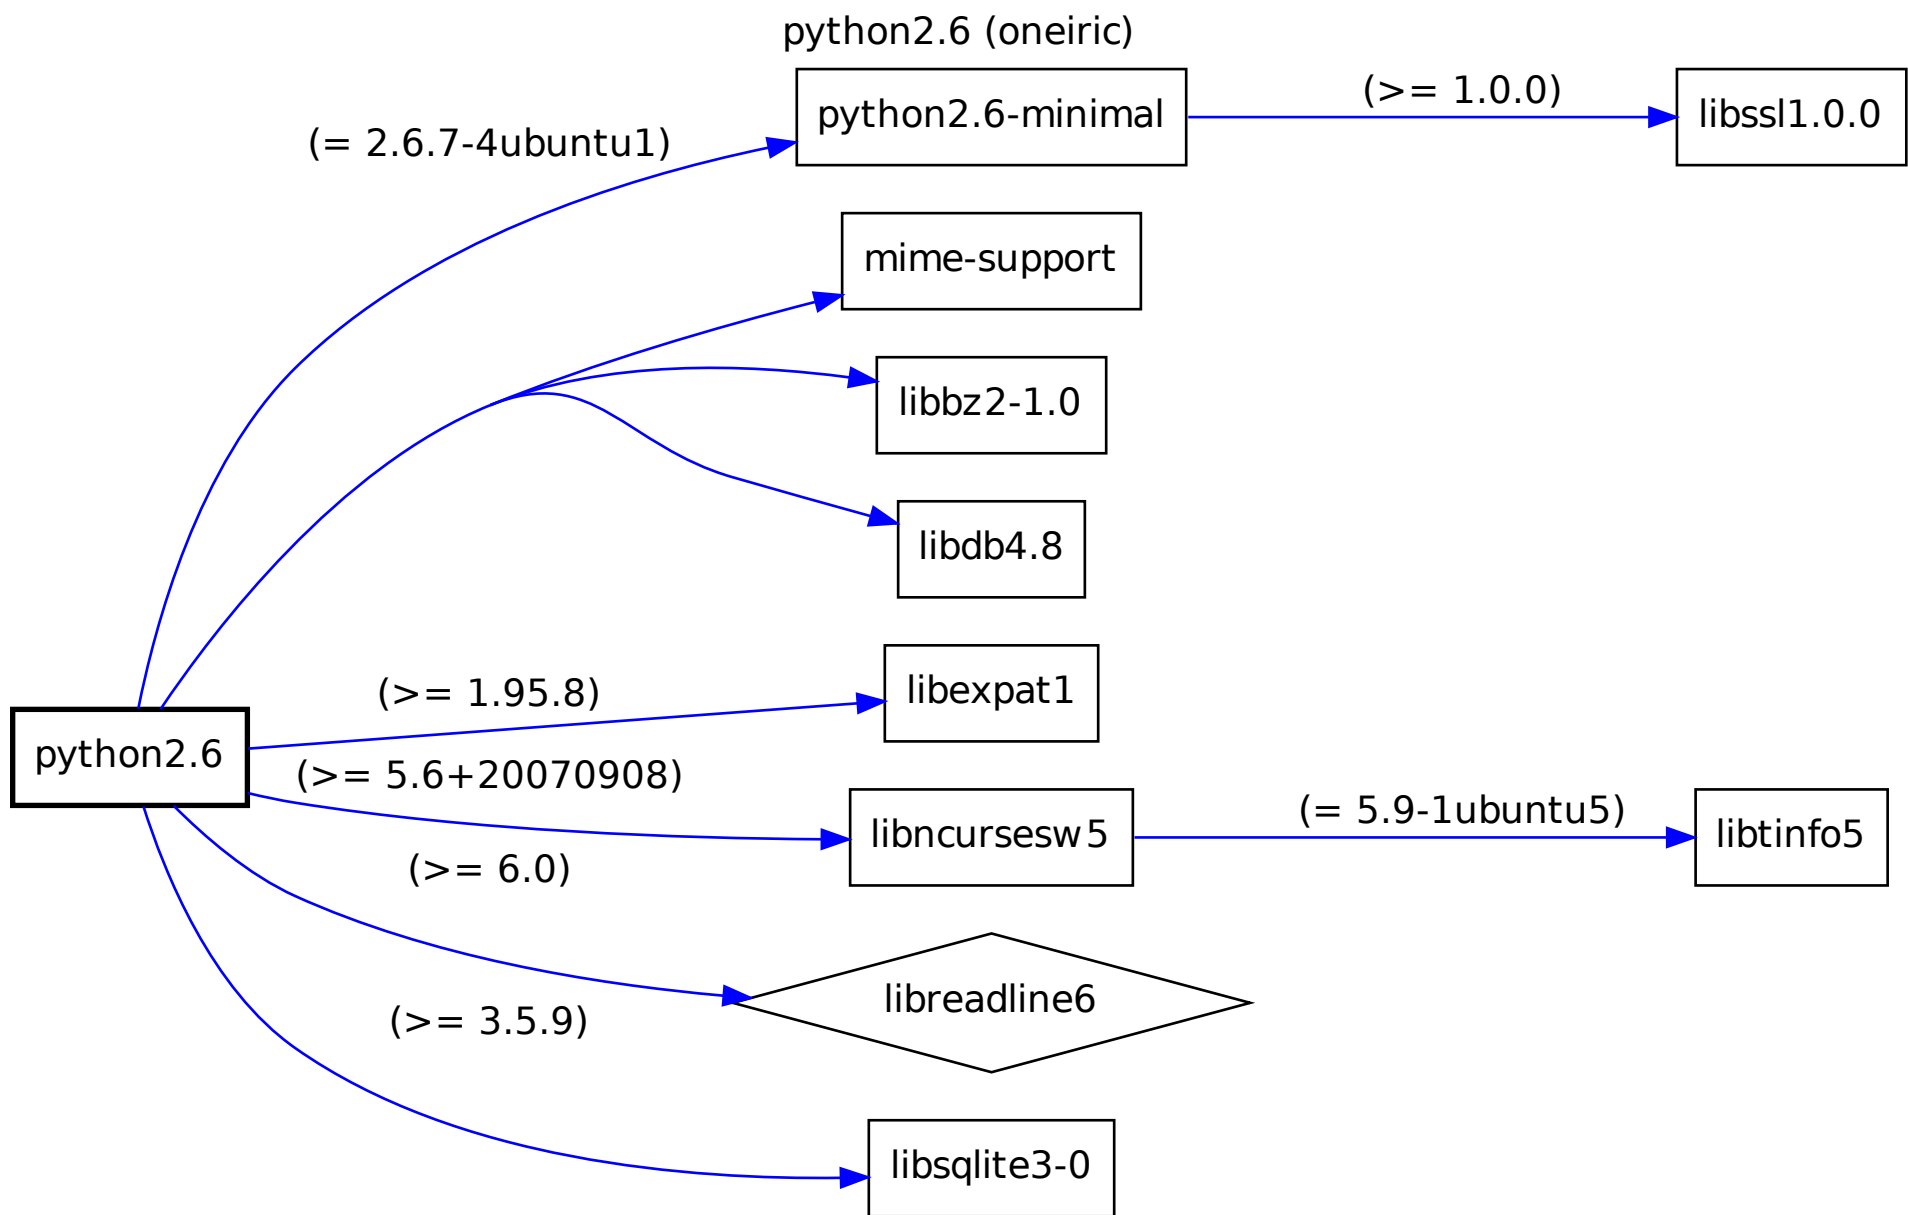 python2.6 (oneiric)
(= 2.6.7-4ubuntu1)
python2.6-minimal
(>= 1.0.0)
libssl1.0.0
mime-support
libbz2-1.0
libdb4.8
(>= 1.95.8)
libexpat1
python2.6
(>= 5.6+20070908)
libncursesw5
(= 5.9-1ubuntu5)
libtinfo5
(>= 6.0)
libreadline6
(>= 3.5.9)
libsqlite3-0